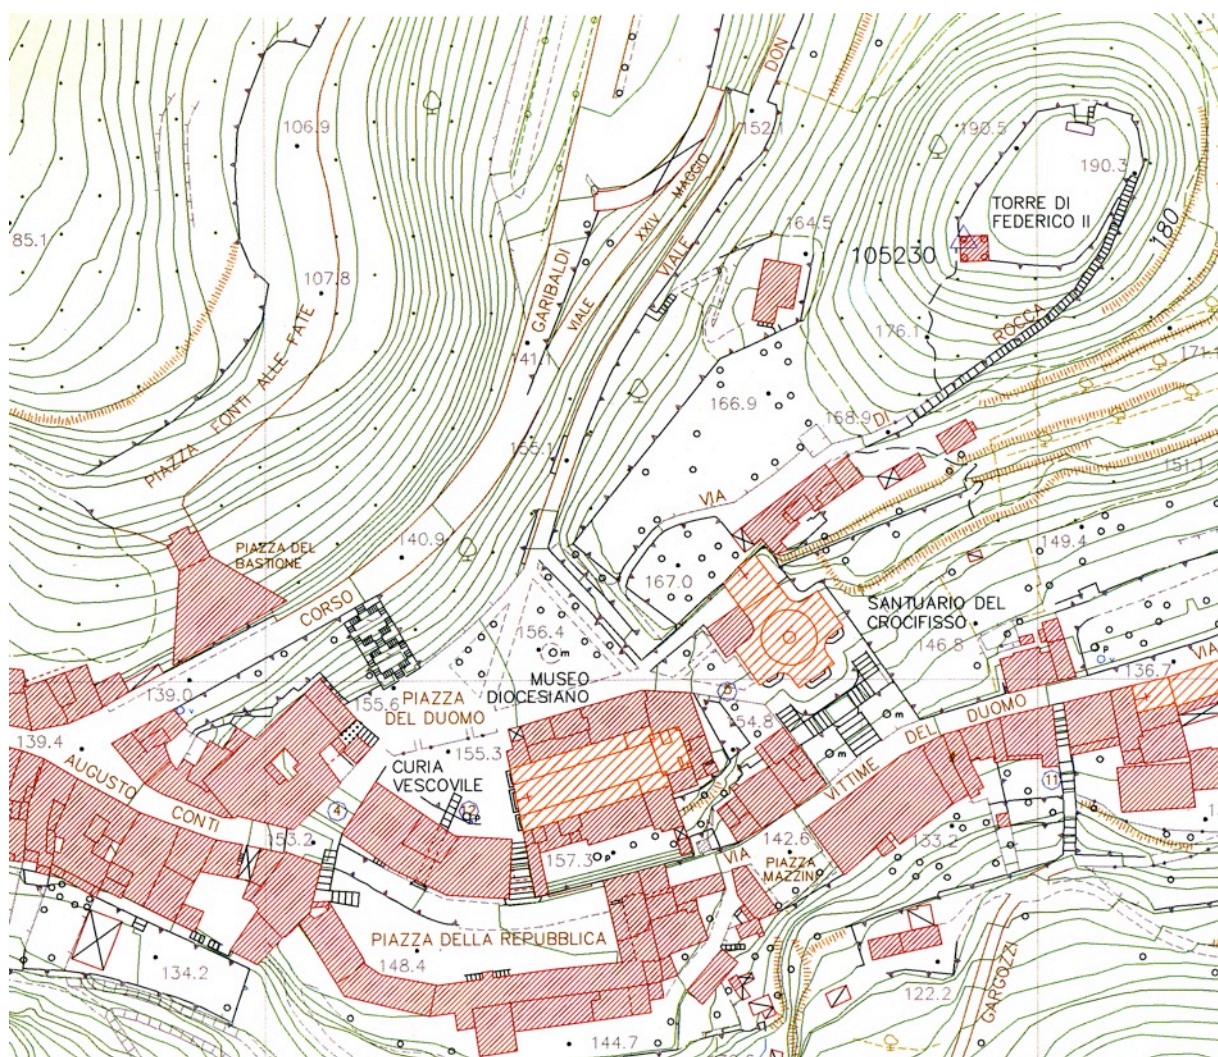 DON
106.9
152.1
190.5
190.3
MAGGIO
TORRE DI
FEDERICO II
XXIV
164.5
180
85.1
105230
GARIBALDI
VIALE
107.8
VIALE
ROCCA
176.1
141.1
171.1
PIAZZA FONTI ALLE FATE
166.9
168.9
DI
155.1
151.1
VIA
149.4
140.9
PIAZZA DEL
BASTIONE
167.0
CORSO
SANTUARIO DEL
CROCIFISSO
156.4
m
146.8
p
v
136.7
VIA
MUSEO
DIOCESIANO
139.0
v
155.6
PIAZZA
DEL DUOMO
6
m
DUOMO
139.4
155.3
54.8
DEL
m
AUGUSTO
CURIA
VESCOVILE
VITTIME
11
CONTI
4
12
p
153.2
142.6
133.2
157.3
p
VIA
PIAZZA
MAZZINI
PIAZZA DELLA REPUBBLICA
148.4
134.2
122.2
GARGOZZI
144.7